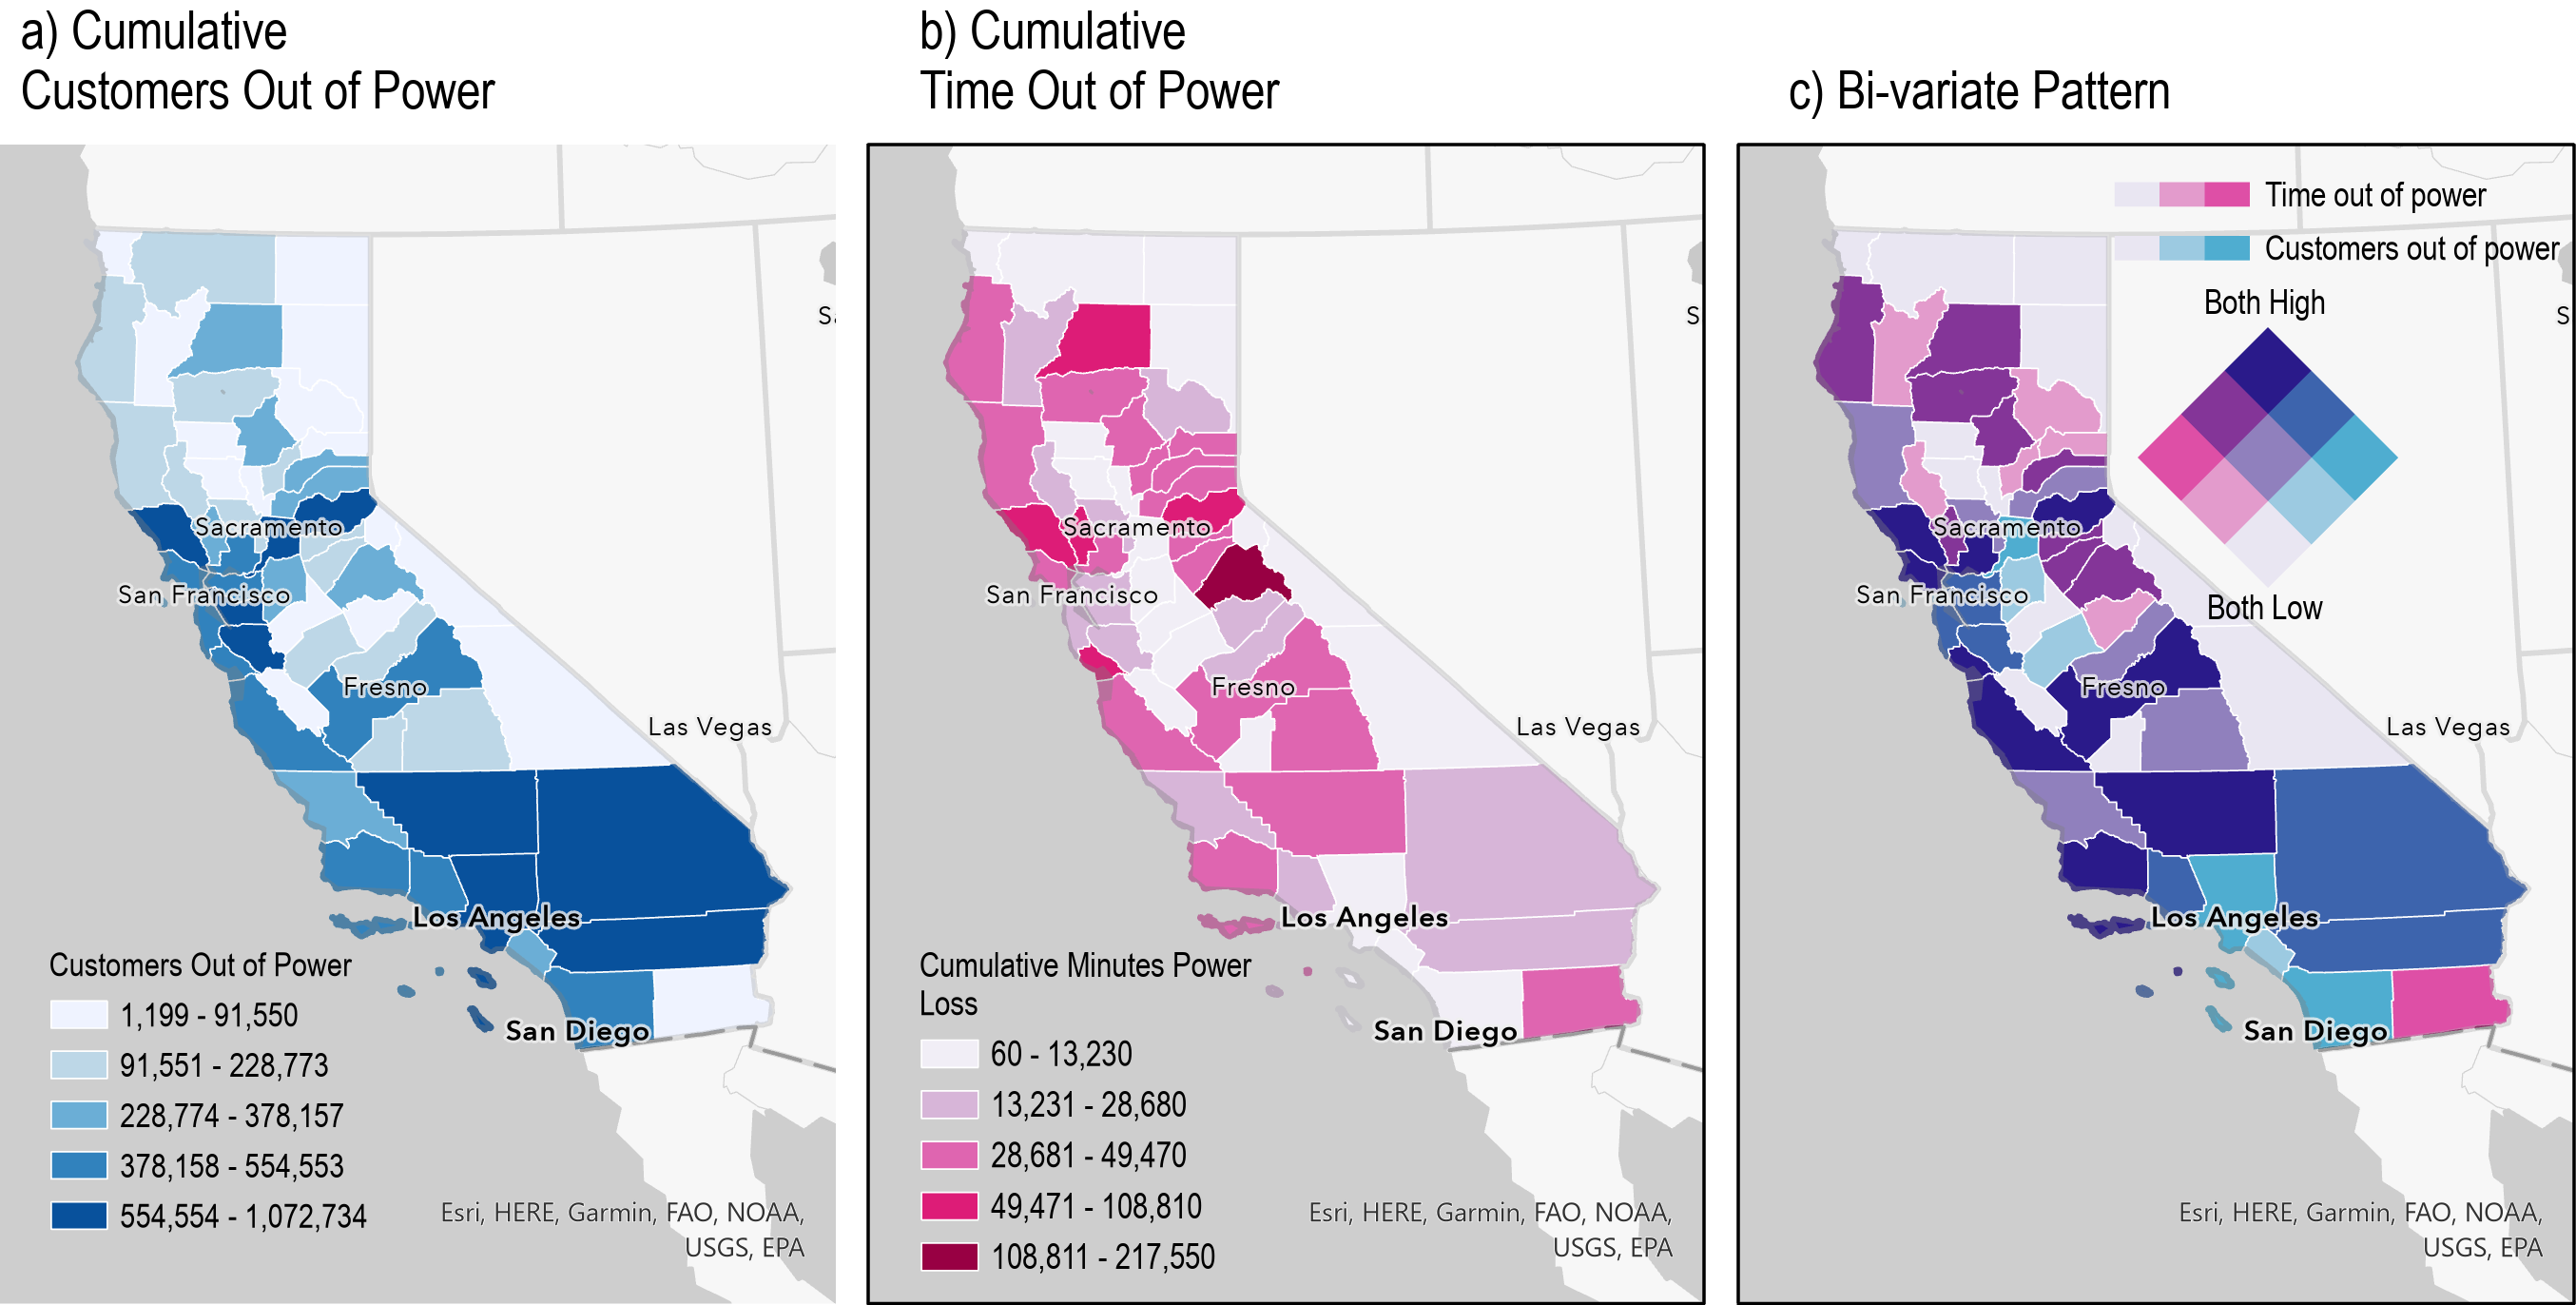 a) Cumulative
Customers Out of Power
b) Cumulative
Time Out of Power
c) Bi-variate Pattern
Sacramento
San Francisco
Fresno
Las Vegas
Los Angeles
San Diego
Customers Out of Power
1,199 - 91,550
91,551 - 228,773
228,774 - 378,157
378,158 - 554,553
554,554 - 1,072,734
Esri, HERE, Garmin, FAO, NOAA,
USGS, EPA
S
Sacramento
San Francisco
Fresno
Las Vegas
Los Angeles
San Diego
Cumulative Minutes Power
Loss
60 - 13,230
13,231 - 28,680
28,681 - 49,470
49,471 - 108,810
108,811 - 217,550
Esri, HERE, Garmin, FAO, NOAA,
USGS, EPA
Time out of power
Customers out of power
Both High
S
Both Low
Sacramento
San Francisco
Fresno
Las Vegas
Los Angeles
San Diego
Esri, HERE, Garmin, FAO, NOAA,
USGS, EPA